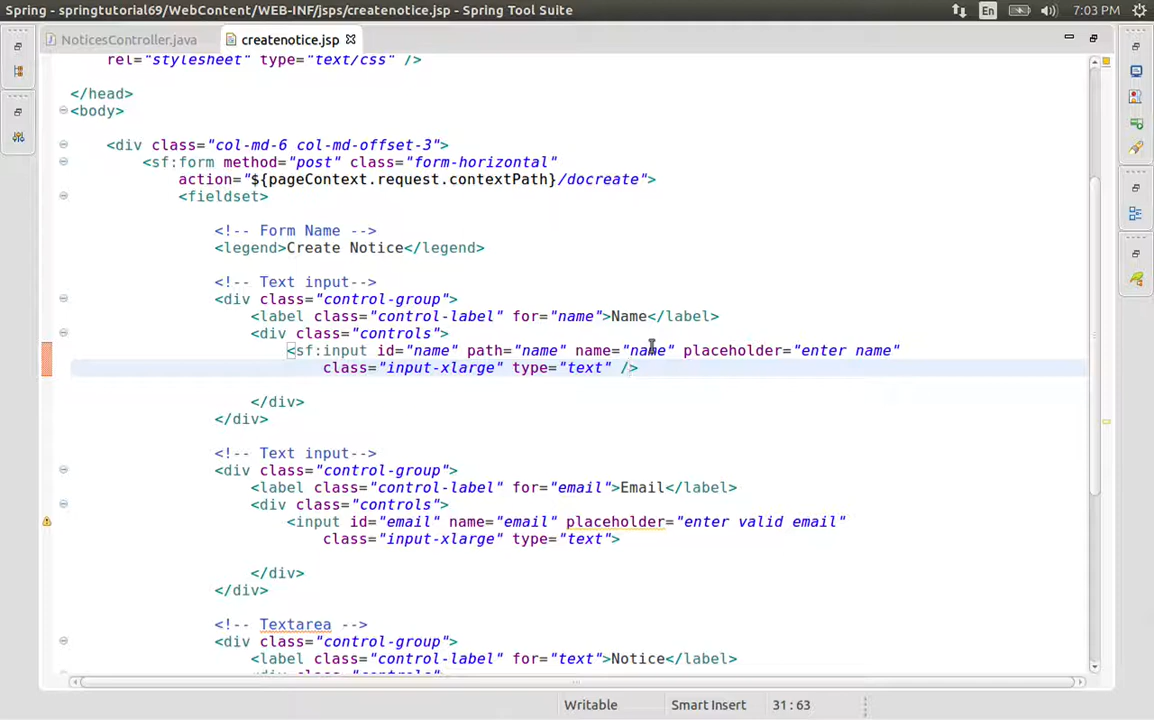 Spring - springtutorial69/WebContent/WEB-INF/jsps/createnotice.jsp - Spring Tool Suite
En
7:03 PM
NoticesController.java
createnotice.jsp
rel="stylesheet" type="text/css" />
</head>
<body>
<div class="col-md-6 col-md-offset-3">
<sf:form method="post" class="form-horizontal"
action="${pageContext.request.contextPath}/docreate">
<fieldset>
<!-- Form Name -->
<legend>Create Notice</legend>
<!-- Text input-->
<div class="control-group">
<label class="control-label" for="name">Name</label>
<div class="controls">
<sf:input id="name" path="name" name="name" placeholder="enter name"
class="input-xlarge" type="text" />
</div>
</div>
<!-- Text input-->
<div class="control-group">
<label class="control-label" for="email">Email</label>
<div class="controls">
<input id="email" name="email" placeholder="enter valid email"
class="input-xlarge" type="text">
</div>
</div>
<!-- Textarea -->
<div class="control-group">
<label class="control-label" for="text">Notice</label>
<div class="controls">
Writable
Smart Insert
31 : 63